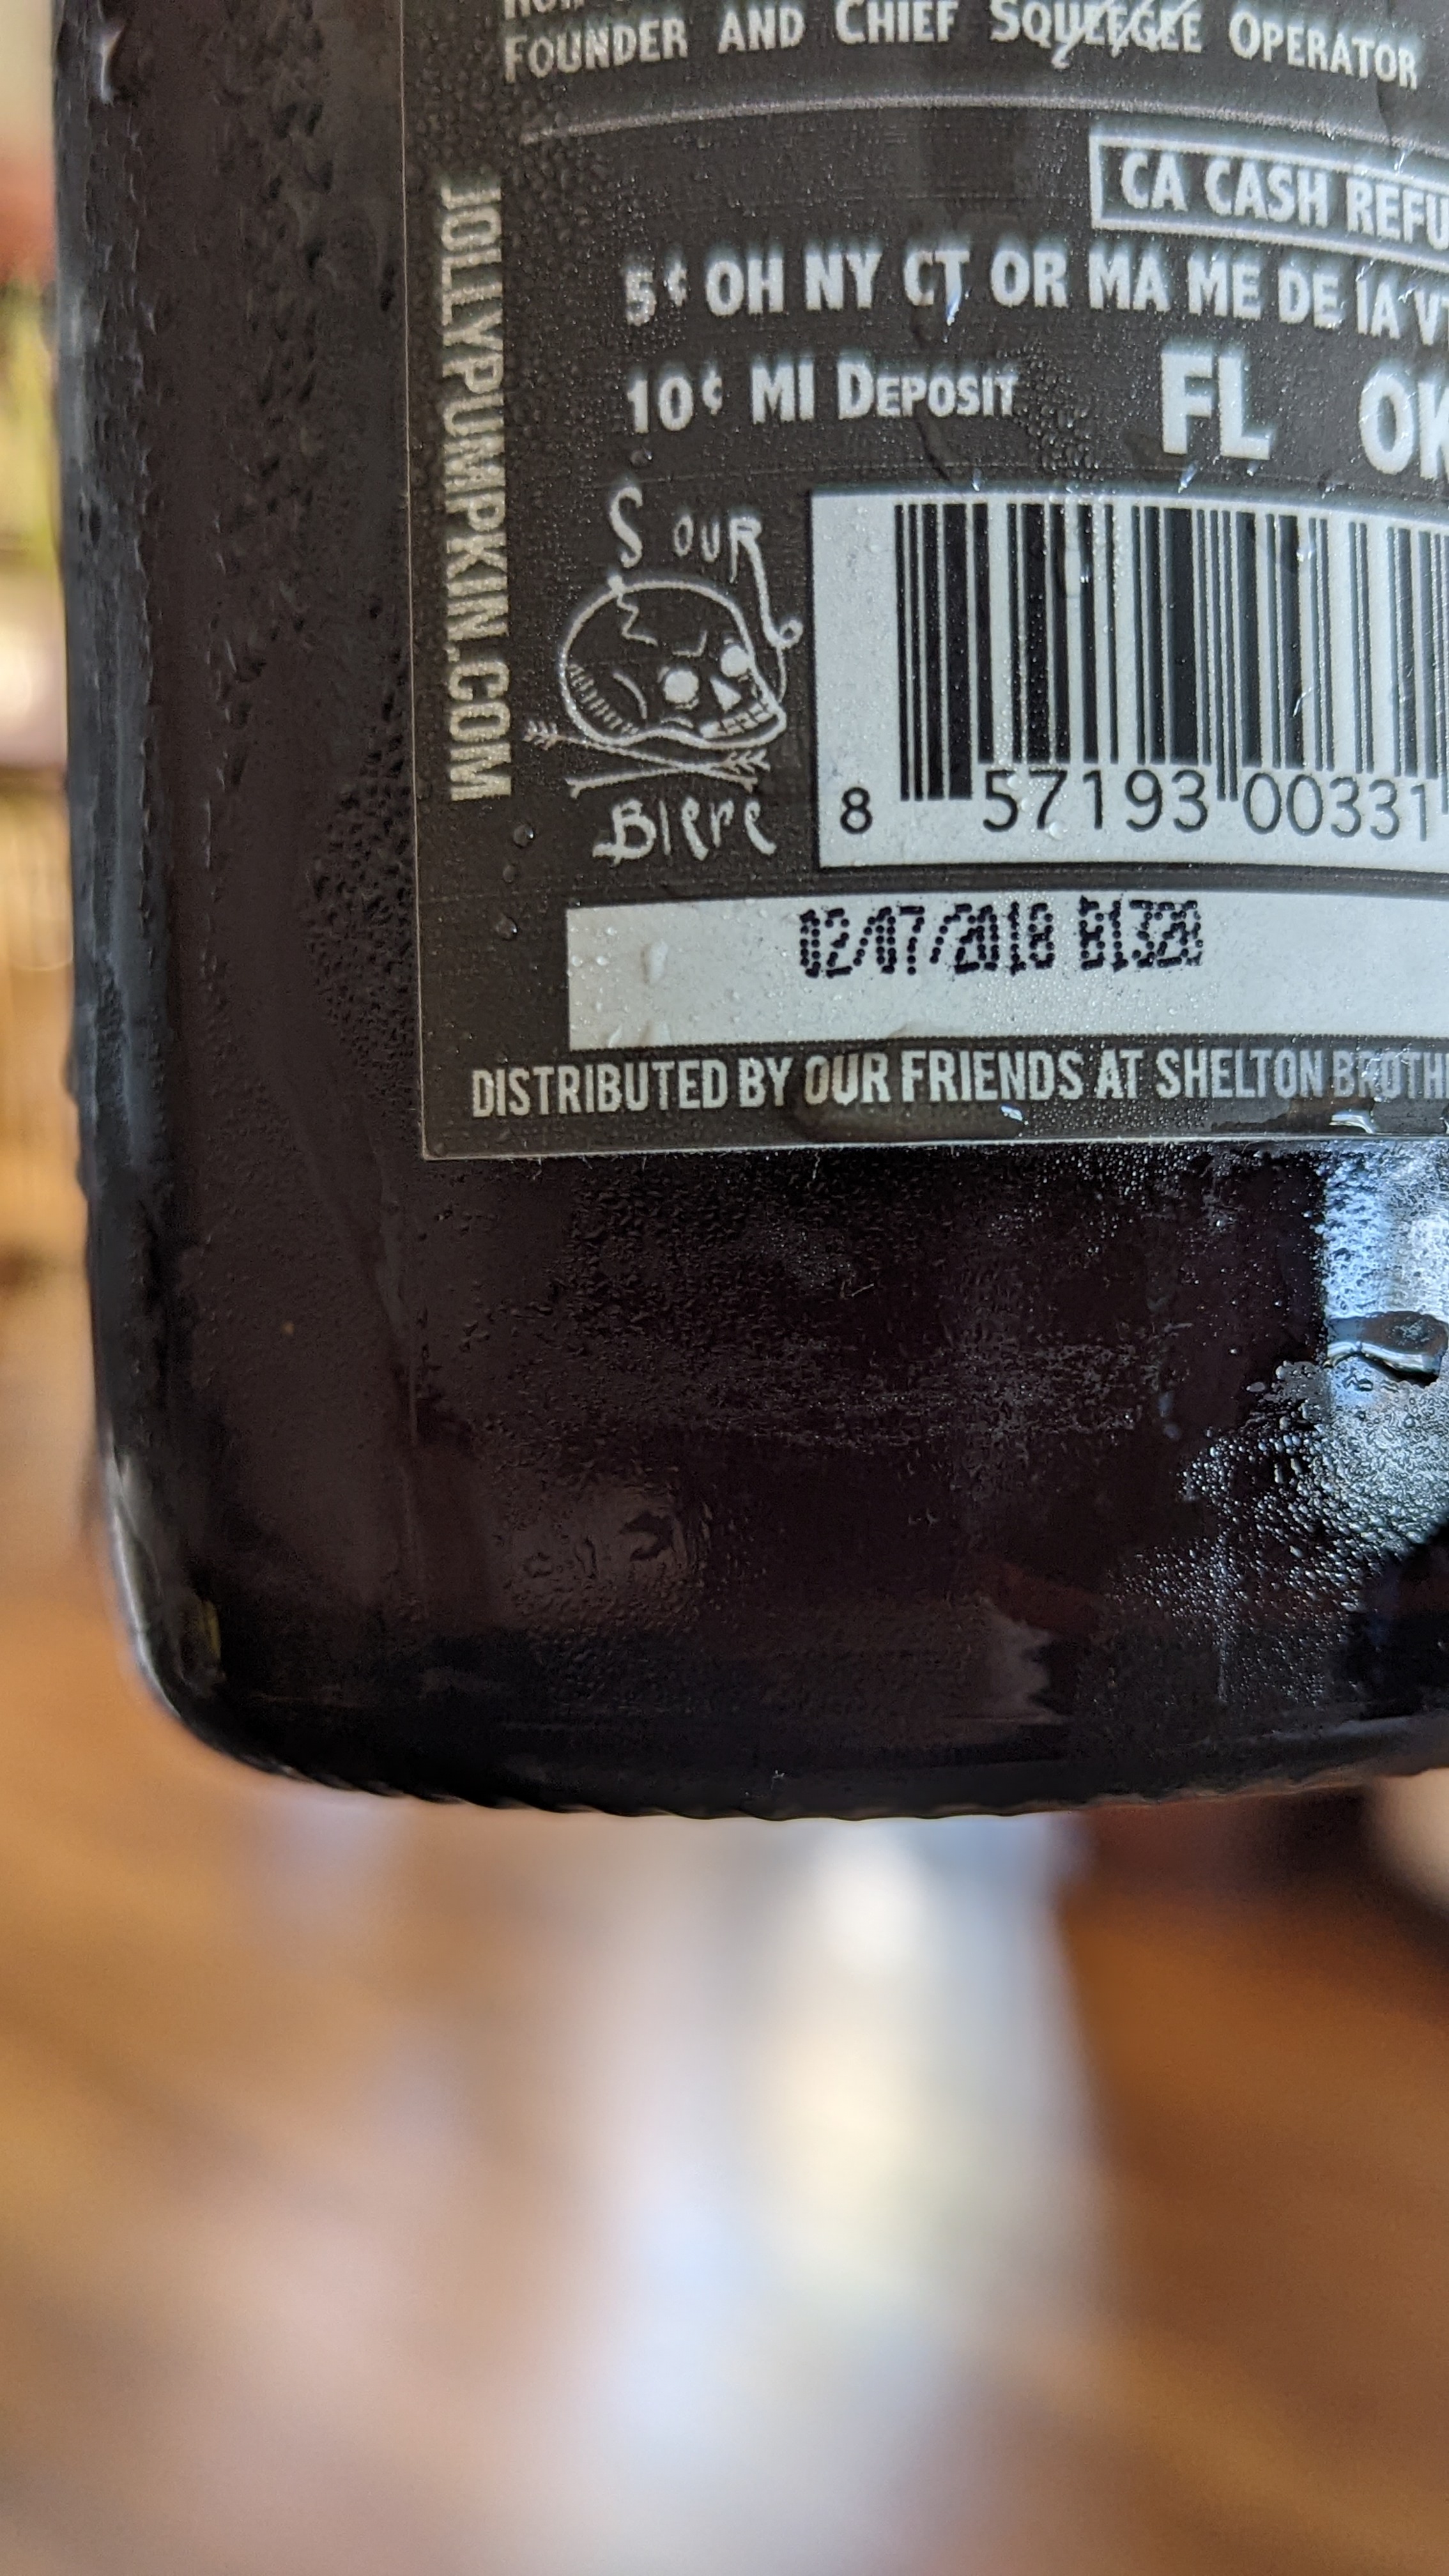 FOUNDER AND CHIEF SQUEEGEE OPERATOR
CA CASH REFU
5¢ OH NY CT OR MA ME DE IA VT
10¢ MI DEPOSIT FL OK
JOLLYPUMPKIN.COM
SOUR
BIERE
8 57193 00331
02/07/2018 B1320
DISTRIBUTED BY OUR FRIENDS AT SHELTON BROTH